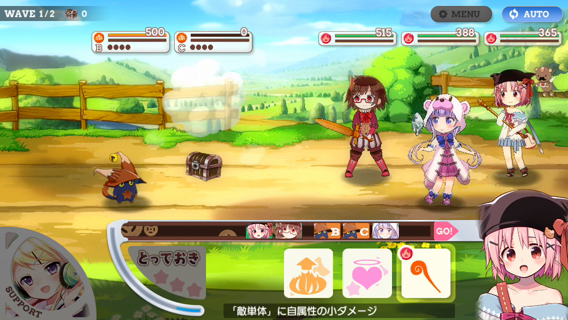 WAVE 1/2 0
MENU
AUTO
500
B
0
C
515
388
365
B C GO!
とっておき
SUPPORT
「敵単体」に自属性の小ダメージ